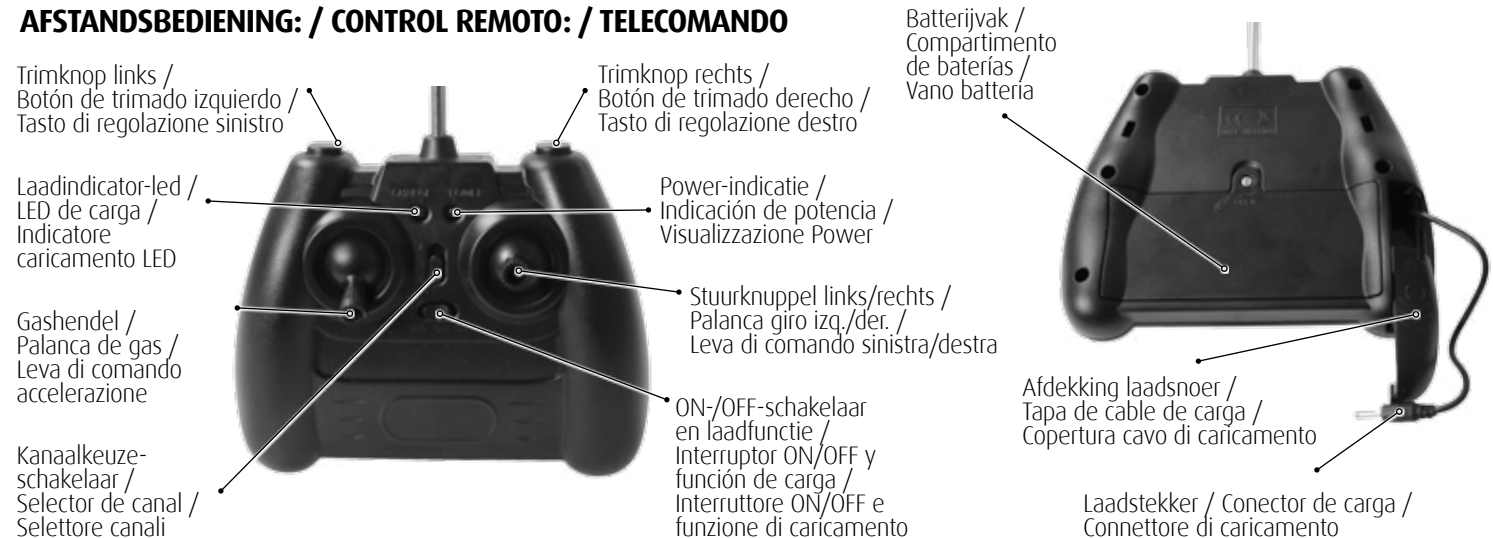 AFSTANDSBEDIENING: / CONTROL REMOTO: / TELECOMANDO
Trimknop links /
Botón de trimado izquierdo /
Tasto di regolazione sinistro
Laadindicator-led /
LED de carga /
Indicatore
caricamento LED
Gashendel /
Palanca de gas /
Leva di comando
accelerazione
Kanaalkeuze-
schakelaar /
Selector de canal /
Selettore canali
Trimknop rechts /
Botón de trimado derecho /
Tasto di regolazione destro
Power-indicatie /
Indicación de potencia /
Visualizzazione Power
Stuurknuppel links/rechts /
Palanca giro izq./der. /
Leva di comando sinistra/destra
ON-/OFF-schakelaar
en laadfunctie /
Interruptor ON/OFF y
función de carga /
Interruttore ON/OFF e
funzione di caricamento
Batterijvak /
Compartimento
de baterías /
Vano batteria
Afdekking laadsnoer /
Tapa de cable de carga /
Copertura cavo di caricamento
Laadstekker / Conector de carga /
Connettore di caricamento